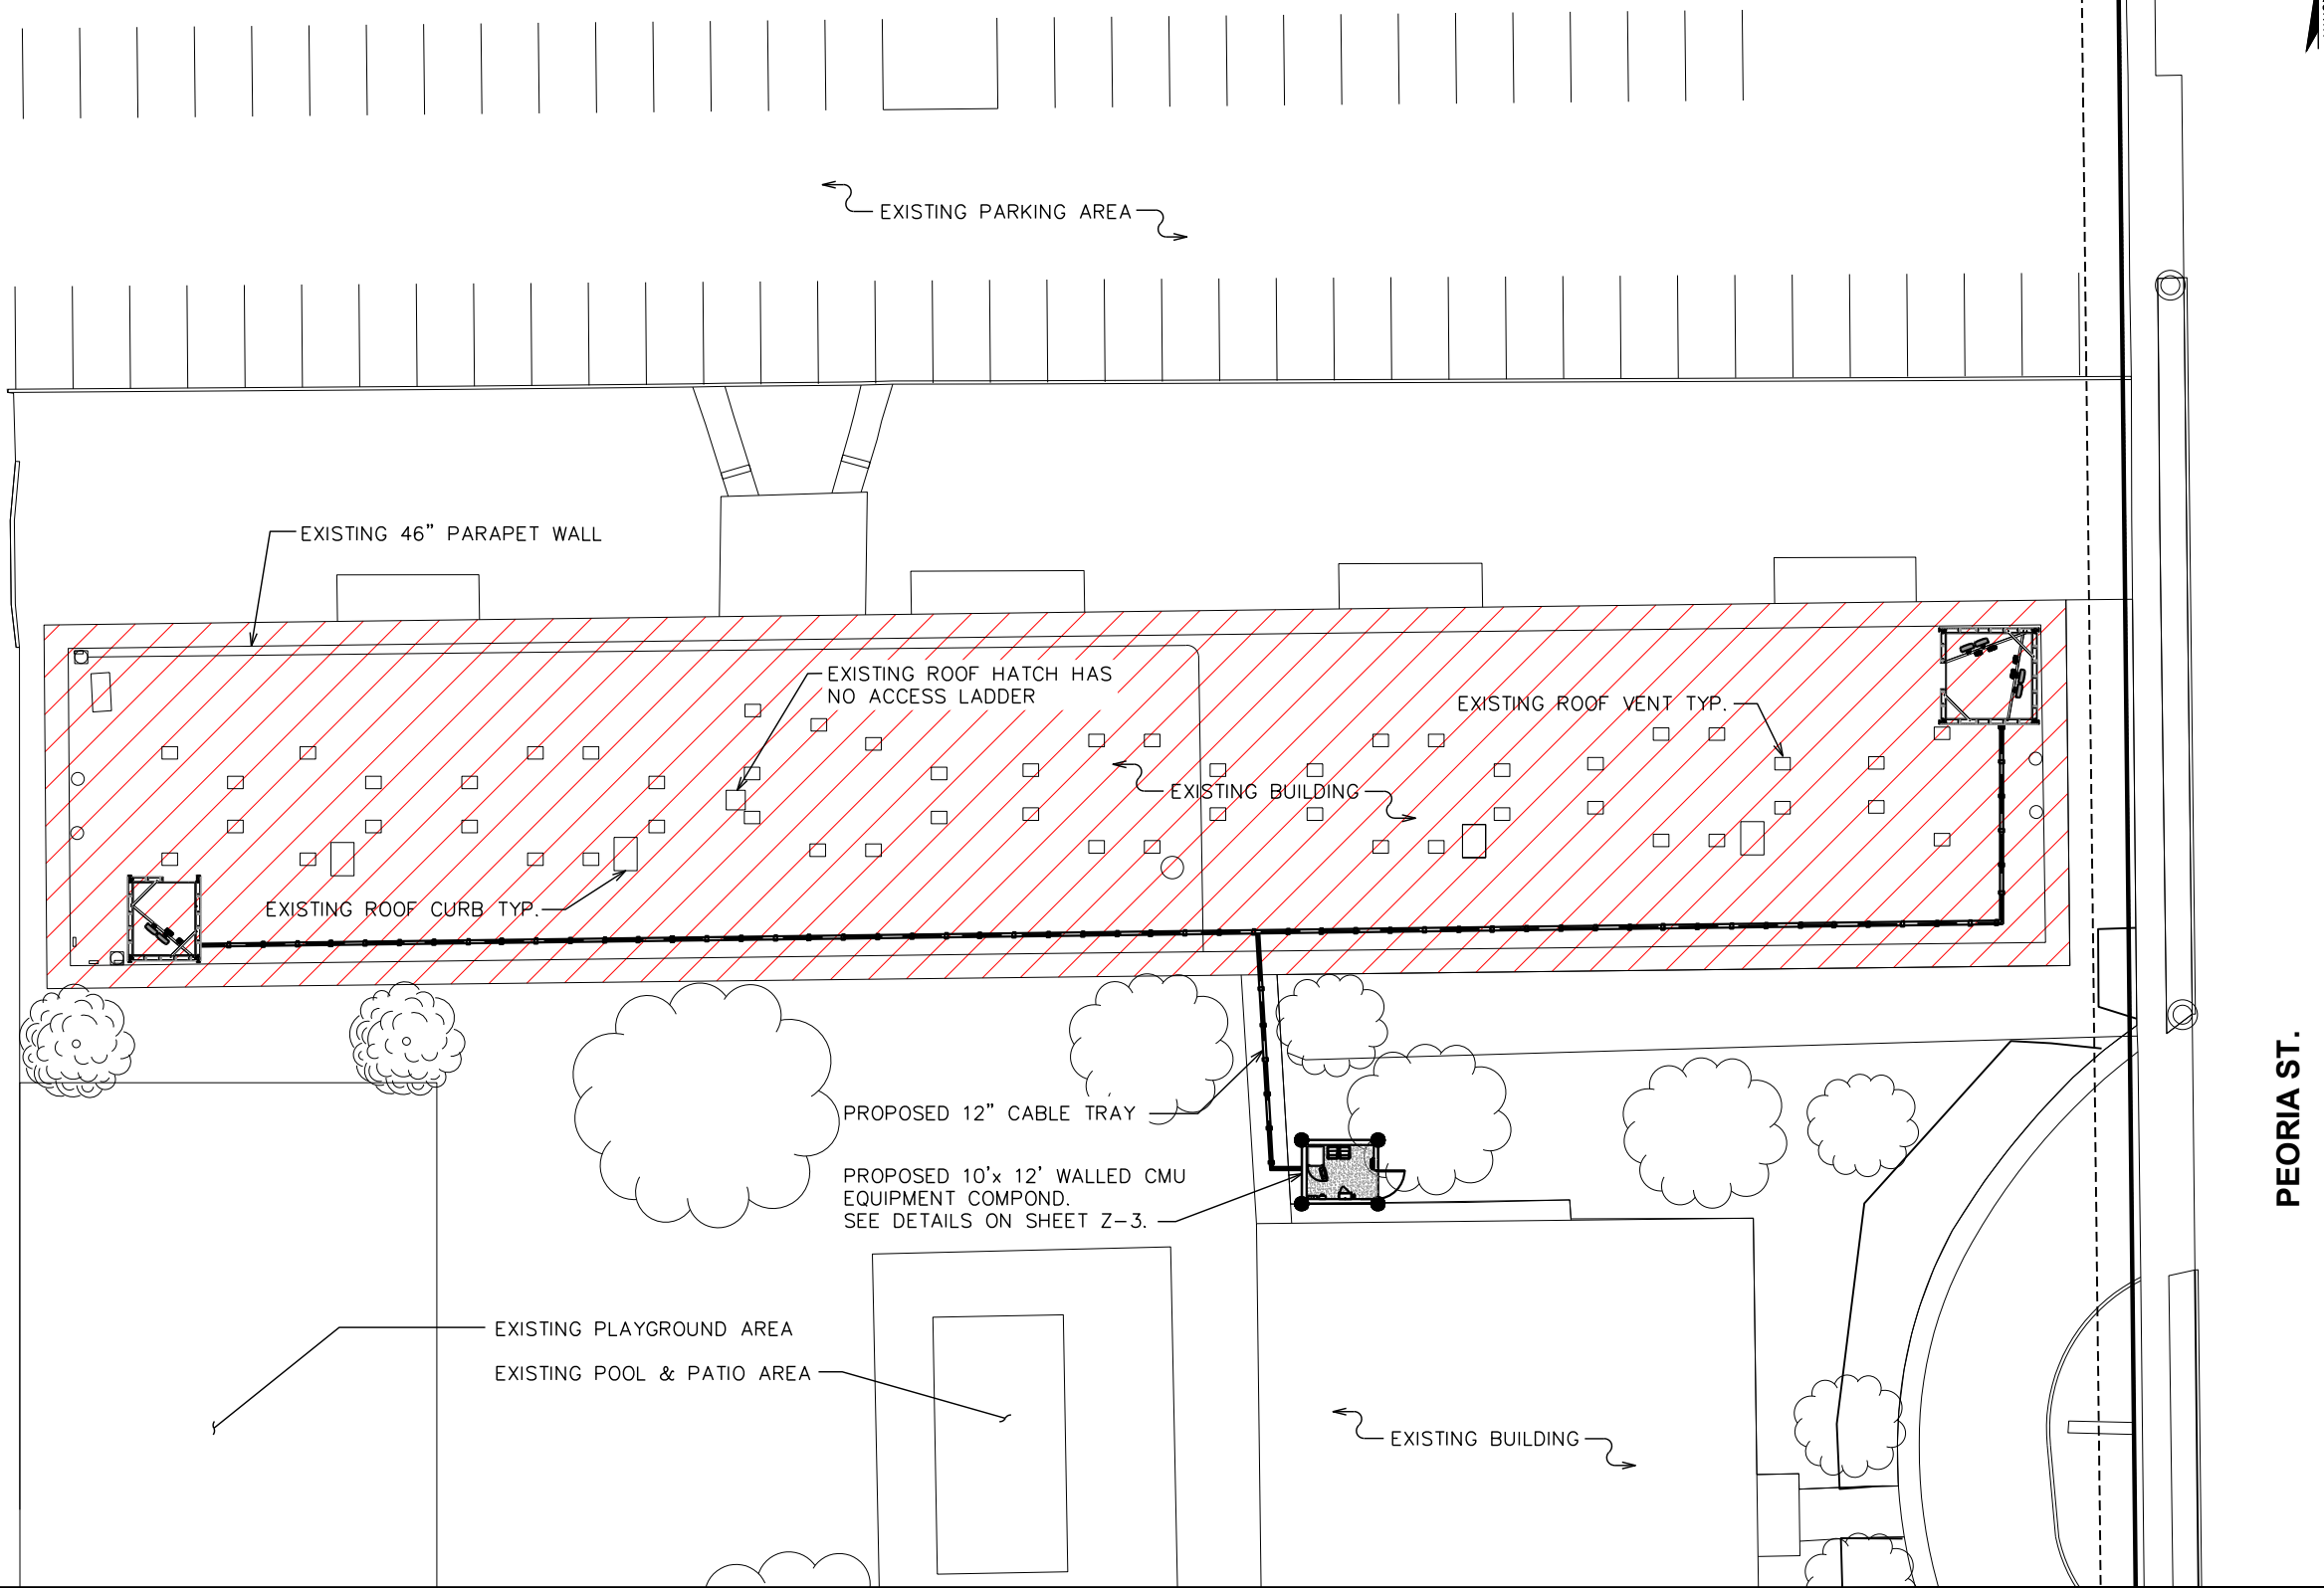 EXISTING PARKING AREA
EXISTING 46" PARAPET WALL
EXISTING ROOF HATCH HAS
NO ACCESS LADDER
EXISTING ROOF VENT TYP.
EXISTING BUILDING
EXISTING ROOF CURB TYP.
PROPOSED 12" CABLE TRAY
PROPOSED 10'x 12' WALLED CMU
EQUIPMENT COMPOND.
SEE DETAILS ON SHEET Z-3.
PEORIA ST.
EXISTING PLAYGROUND AREA
EXISTING POOL & PATIO AREA
EXISTING BUILDING